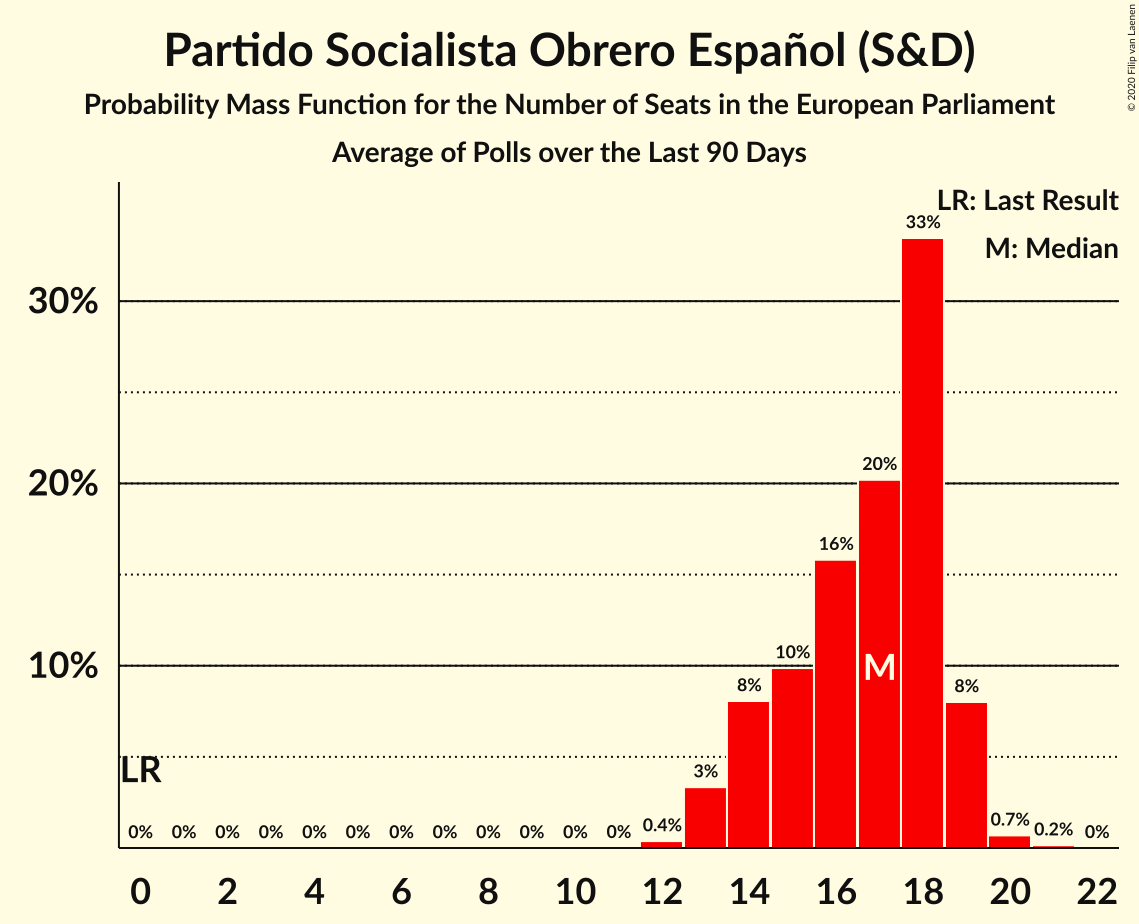 Partido Socialista Obrero Español (S&D)
Probability Mass Function for the Number of Seats in the European Parliament
Average of Polls over the Last 90 Days
© 2020 Filip van Laenen
LR: Last Result
M: Median
30%
20%
10%
LR
M
0% 0% 0% 0% 0% 0% 0% 0% 0% 0% 0% 0% 0.4% 3% 8% 10% 16% 20% 33% 8% 0.7% 0.2% 0%
0 2 4 6 8 10 12 14 16 18 20 22